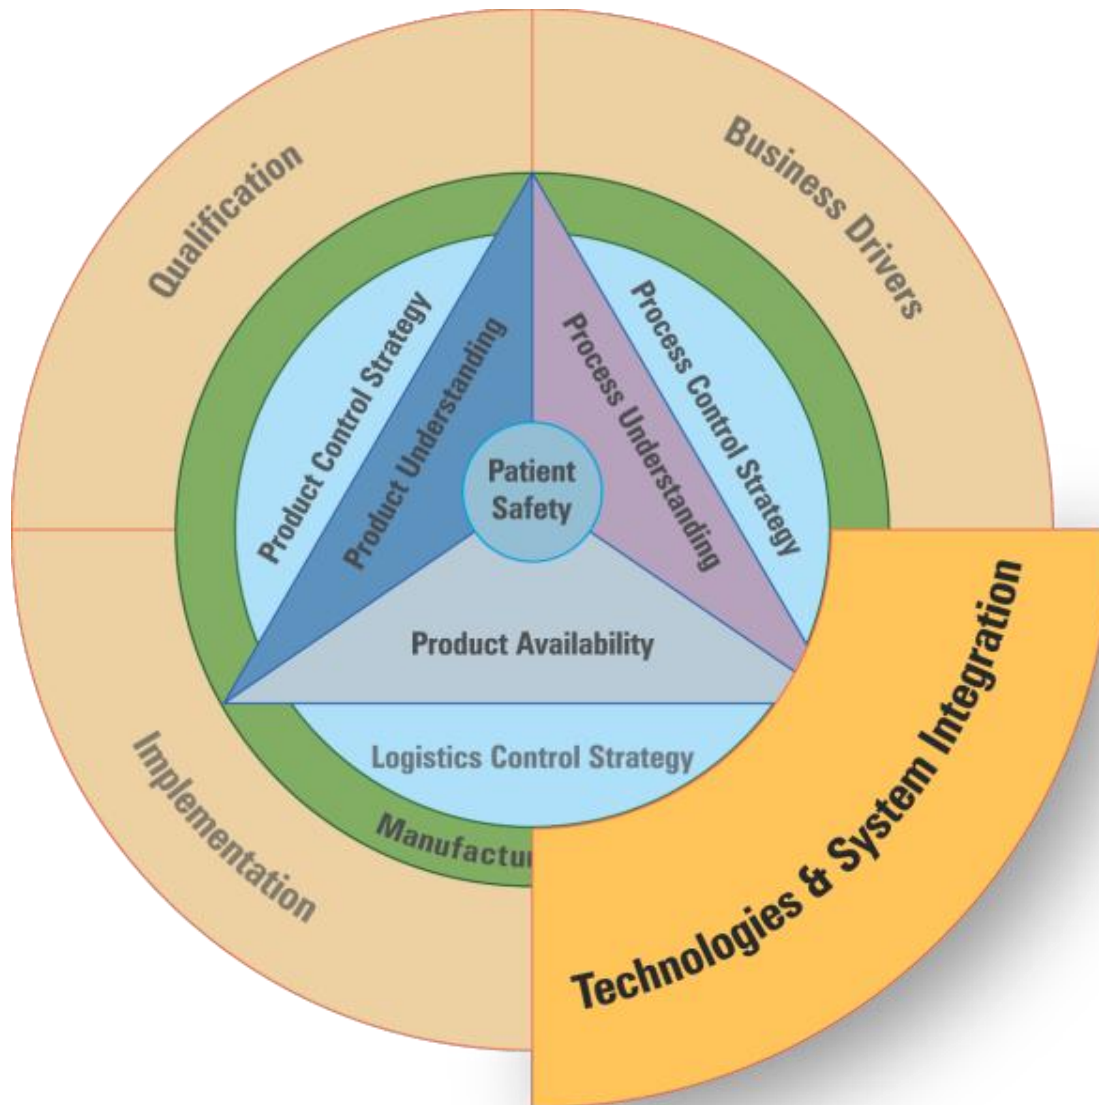 Qualification
Business Drivers
Product Control Strategy
Product Understanding
Process Understanding
Process Control Strategy
Patient
Safety
Product Availability
Logistics Control Strategy
Implementation
Manufactu
Technologies & System Integration